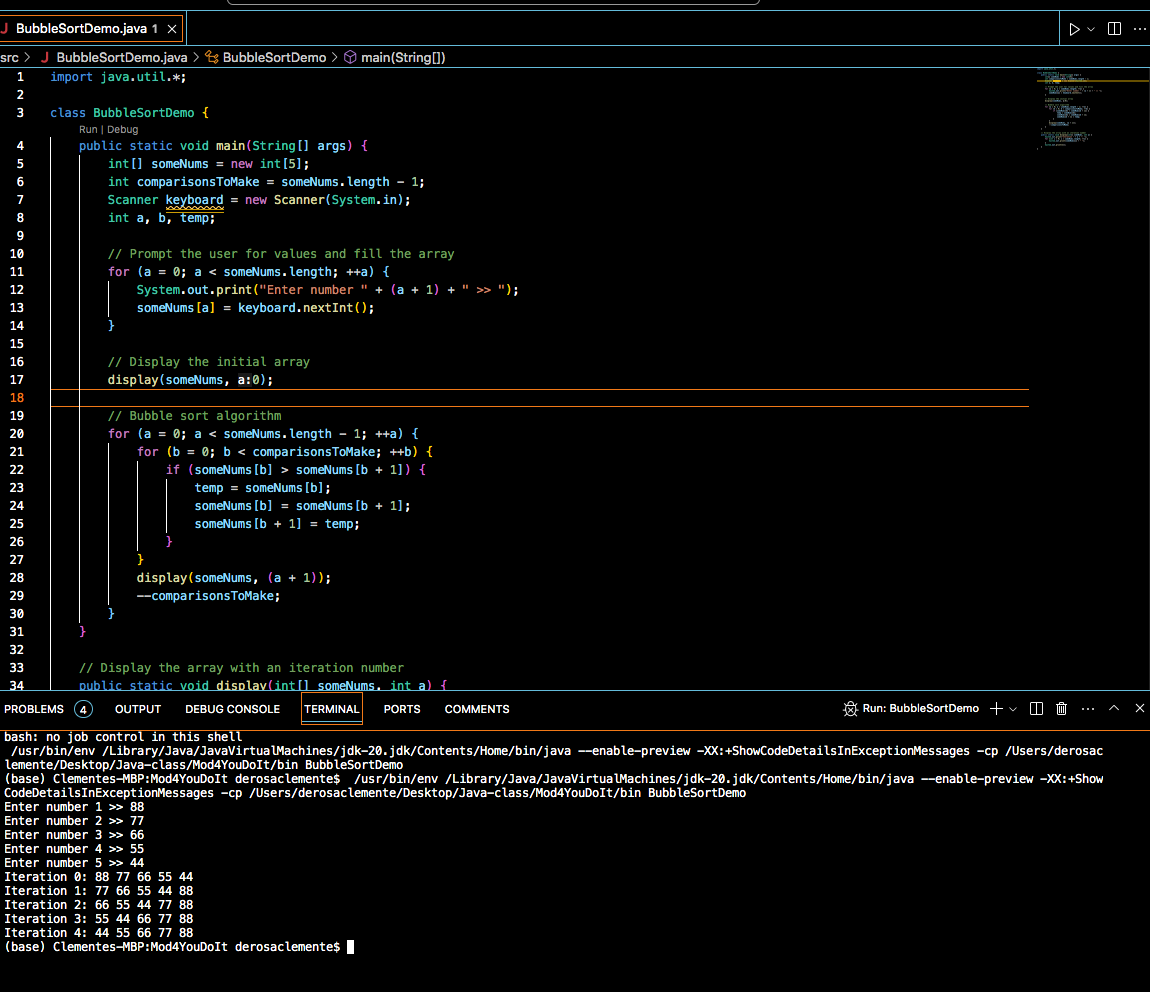 BubbleSortDemo.java 1
src > BubbleSortDemo.java > BubbleSortDemo > main(String[])
1 import java.util.*;
2
3 class BubbleSortDemo {
Run | Debug
4 public static void main(String[] args) {
5 int[] someNums = new int[5];
6 int comparisonsToMake = someNums.length - 1;
7 Scanner keyboard = new Scanner(System.in);
8 int a, b, temp;
9
10 // Prompt the user for values and fill the array
11 for (a = 0; a < someNums.length; ++a) {
12 System.out.print("Enter number " + (a + 1) + " >> ");
13 someNums[a] = keyboard.nextInt();
14 }
15
16 // Display the initial array
17 display(someNums, a:0);
18
19 // Bubble sort algorithm
20 for (a = 0; a < someNums.length - 1; ++a) {
21 for (b = 0; b < comparisonsToMake; ++b) {
22 if (someNums[b] > someNums[b + 1]) {
23 temp = someNums[b];
24 someNums[b] = someNums[b + 1];
25 someNums[b + 1] = temp;
26 }
27 }
28 display(someNums, (a + 1));
29 --comparisonsToMake;
30 }
31 }
32
33 // Display the array with an iteration number
34 public static void display(int[] someNums, int a) {
PROBLEMS 4 OUTPUT DEBUG CONSOLE TERMINAL PORTS COMMENTS Run: BubbleSortDemo
bash: no job control in this shell
/usr/bin/env /Library/Java/JavaVirtualMachines/jdk-20.jdk/Contents/Home/bin/java --enable-preview -XX:+ShowCodeDetailsInExceptionMessages -cp /Users/derosac
lemente/Desktop/Java-class/Mod4YouDoIt/bin BubbleSortDemo
(base) Clementes-MBP:Mod4YouDoIt derosaclemente$  /usr/bin/env /Library/Java/JavaVirtualMachines/jdk-20.jdk/Contents/Home/bin/java --enable-preview -XX:+Show
CodeDetailsInExceptionMessages -cp /Users/derosaclemente/Desktop/Java-class/Mod4YouDoIt/bin BubbleSortDemo
Enter number 1 >> 88
Enter number 2 >> 77
Enter number 3 >> 66
Enter number 4 >> 55
Enter number 5 >> 44
Iteration 0: 88 77 66 55 44
Iteration 1: 77 66 55 44 88
Iteration 2: 66 55 44 77 88
Iteration 3: 55 44 66 77 88
Iteration 4: 44 55 66 77 88
(base) Clementes-MBP:Mod4YouDoIt derosaclemente$